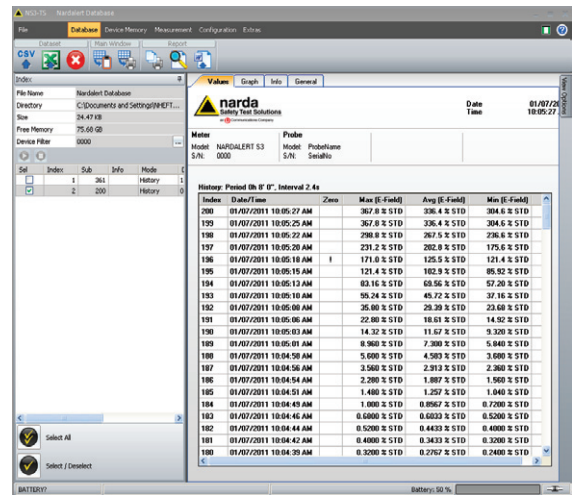 NS3-TS Nardalert Database
File Database Device Memory Measurement Configuration Extras
Dataset Main Window Report
CSV
Index
File Name Nardalert Database
Directory C:\Documents and Settings\NHEFT...
Size 24.47 KB
Free Memory 75.60 GB
Device Filter 0000 ...
Sel Index Sub Info Mode
1 361 History 1
2 200 History 0
Select All
Select / Deselect
BATTERY?
Values Graph Info General
View Options
narda Date 01/07/20
Safety Test Solutions Time 10:05:27
Communications Company
Meter Probe
Model: NARDALERT S3 Model: ProbeName
S/N: 0000 S/N: SerialNo
History: Period 0h 8' 0", Interval 2.4s
Index Date/Time Zero Max (E-Field) Avg (E-Field) Min (E-Field)
200 01/07/2011 10:05:27 AM 367.8 % STD 336.4 % STD 304.6 % STD
199 01/07/2011 10:05:25 AM 367.8 % STD 336.4 % STD 304.6 % STD
198 01/07/2011 10:05:22 AM 298.8 % STD 267.5 % STD 236.6 % STD
197 01/07/2011 10:05:20 AM 231.2 % STD 202.8 % STD 175.6 % STD
196 01/07/2011 10:05:18 AM ! 171.0 % STD 125.5 % STD 121.4 % STD
195 01/07/2011 10:05:15 AM 121.4 % STD 102.9 % STD 85.92 % STD
194 01/07/2011 10:05:13 AM 83.16 % STD 69.56 % STD 57.20 % STD
193 01/07/2011 10:05:10 AM 55.24 % STD 45.72 % STD 37.16 % STD
192 01/07/2011 10:05:08 AM 35.80 % STD 29.39 % STD 23.68 % STD
191 01/07/2011 10:05:06 AM 22.80 % STD 18.61 % STD 14.92 % STD
190 01/07/2011 10:05:03 AM 14.32 % STD 11.67 % STD 9.320 % STD
189 01/07/2011 10:05:01 AM 8.960 % STD 7.300 % STD 5.840 % STD
188 01/07/2011 10:04:58 AM 5.600 % STD 4.583 % STD 3.680 % STD
187 01/07/2011 10:04:56 AM 3.560 % STD 2.913 % STD 2.360 % STD
186 01/07/2011 10:04:54 AM 2.280 % STD 1.887 % STD 1.560 % STD
185 01/07/2011 10:04:51 AM 1.480 % STD 1.257 % STD 1.040 % STD
184 01/07/2011 10:04:49 AM 1.000 % STD 0.8567 % STD 0.7200 % STD
183 01/07/2011 10:04:46 AM 0.6800 % STD 0.6033 % STD 0.5200 % STD
182 01/07/2011 10:04:44 AM 0.5200 % STD 0.4433 % STD 0.4000 % STD
181 01/07/2011 10:04:42 AM 0.4000 % STD 0.3433 % STD 0.3200 % STD
180 01/07/2011 10:04:39 AM 0.3200 % STD 0.2767 % STD 0.2400 % STD
Battery: 50 %